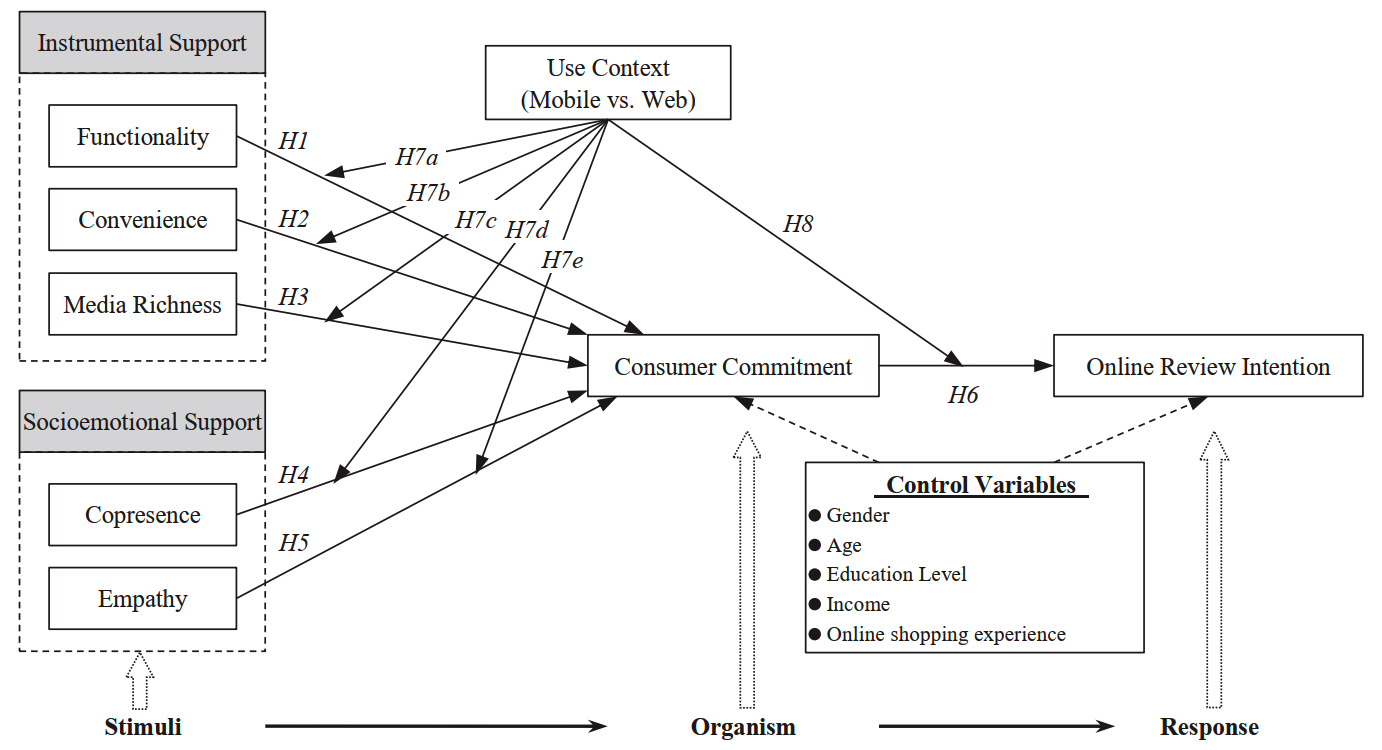 Instrumental Support
Functionality
Convenience
Media Richness
Socioemotional Support
Copresence
Empathy
Use Context
(Mobile vs. Web)
H1
H2
H3
H4
H5
H7a
H7b
H7c
H7d
H7e
H8
Consumer Commitment
H6
Online Review Intention
Control Variables
● Gender
● Age
● Education Level
● Income
● Online shopping experience
Stimuli
Organism
Response